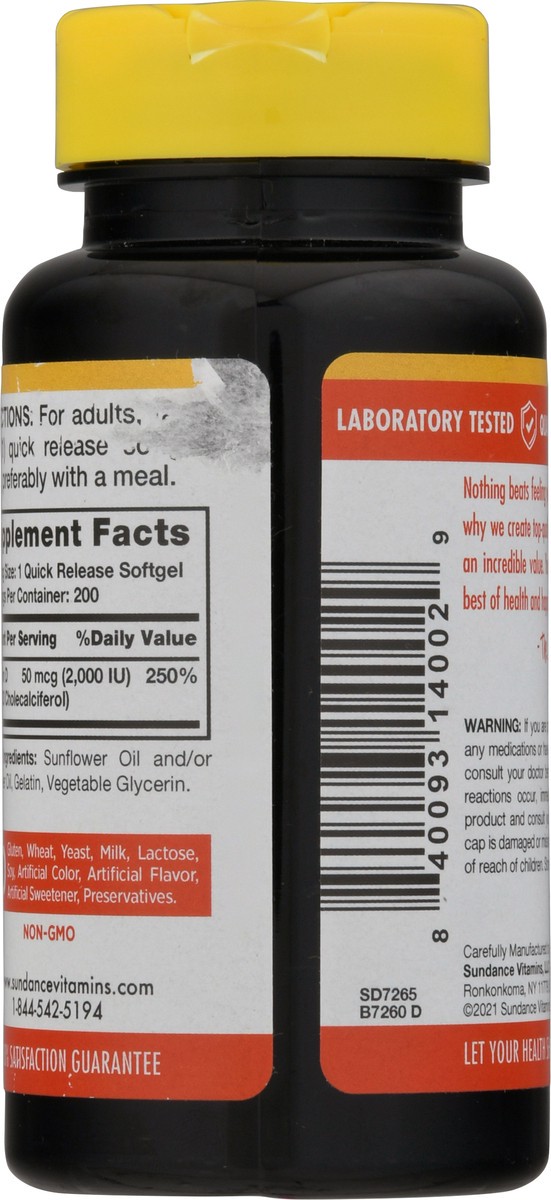 CTIONS: For adults,
quick release
preferably with a meal.
pplement Facts
Size: 1 Quick Release Softgel
Per Container: 200
Per Serving %Daily Value
50 mcg (2,000 IU) 250%
Cholecalciferol)
ngredients: Sunflower Oil and/or
Oil, Gelatin, Vegetable Glycerin.
Gluten, Wheat, Yeast, Milk, Lactose,
Soy, Artificial Color, Artificial Flavor,
Artificial Sweetener, Preservatives.
NON-GMO
www.sundancevitamins.com
1-844-542-5194
SATISFACTION GUARANTEE
LABORATORY TESTED
Nothing beats feeling
why we create top-qua
an incredible value.
best of health and
8 40093 14002 9
WARNING: If you are
any medications or
consult your doctor
reactions occur,
product and consult
cap is damaged or
of reach of children.
Carefully Manufactured
Sundance Vitamins,
Ronkonkoma, NY
©2021 Sundance
SD7265
B7260 D
LET YOUR HEALTH